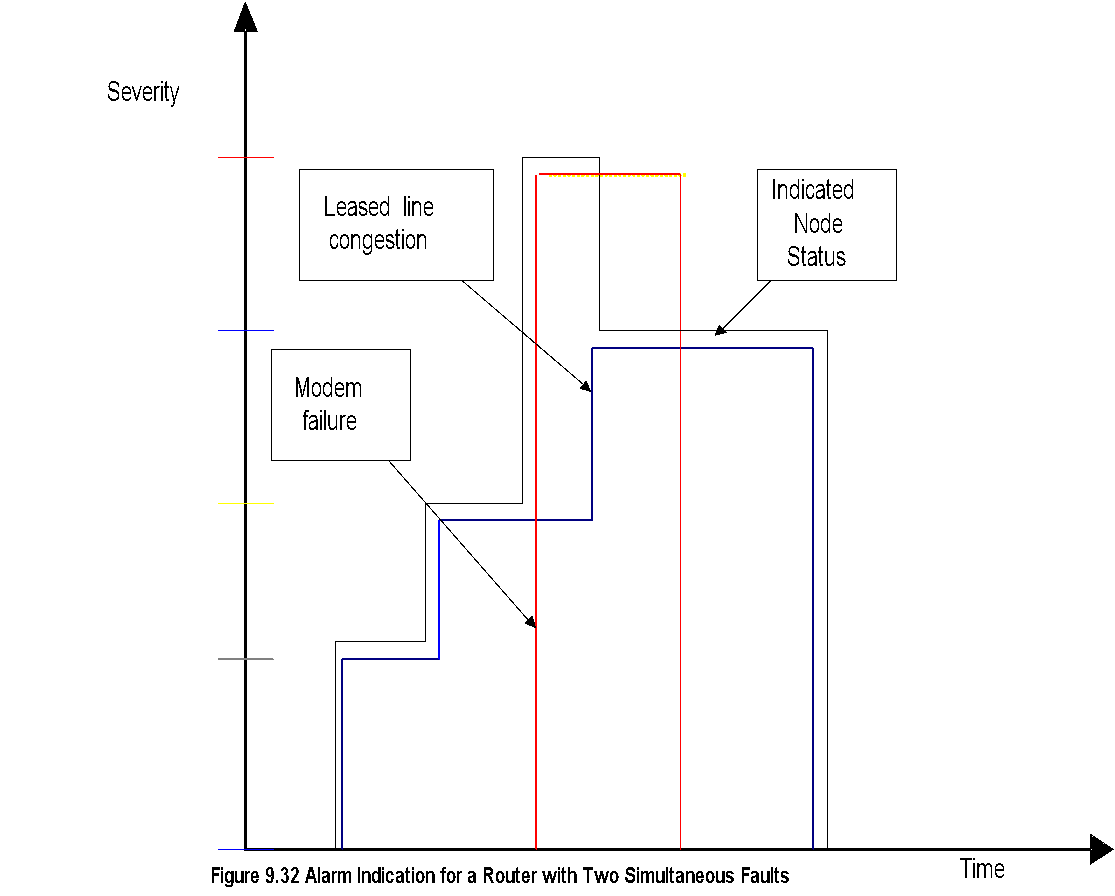 Severity
Leased line
congestion
Indicated
Node
Status
Modem
failure
Time
Figure 9.32 Alarm Indication for a Router with Two Simultaneous Faults